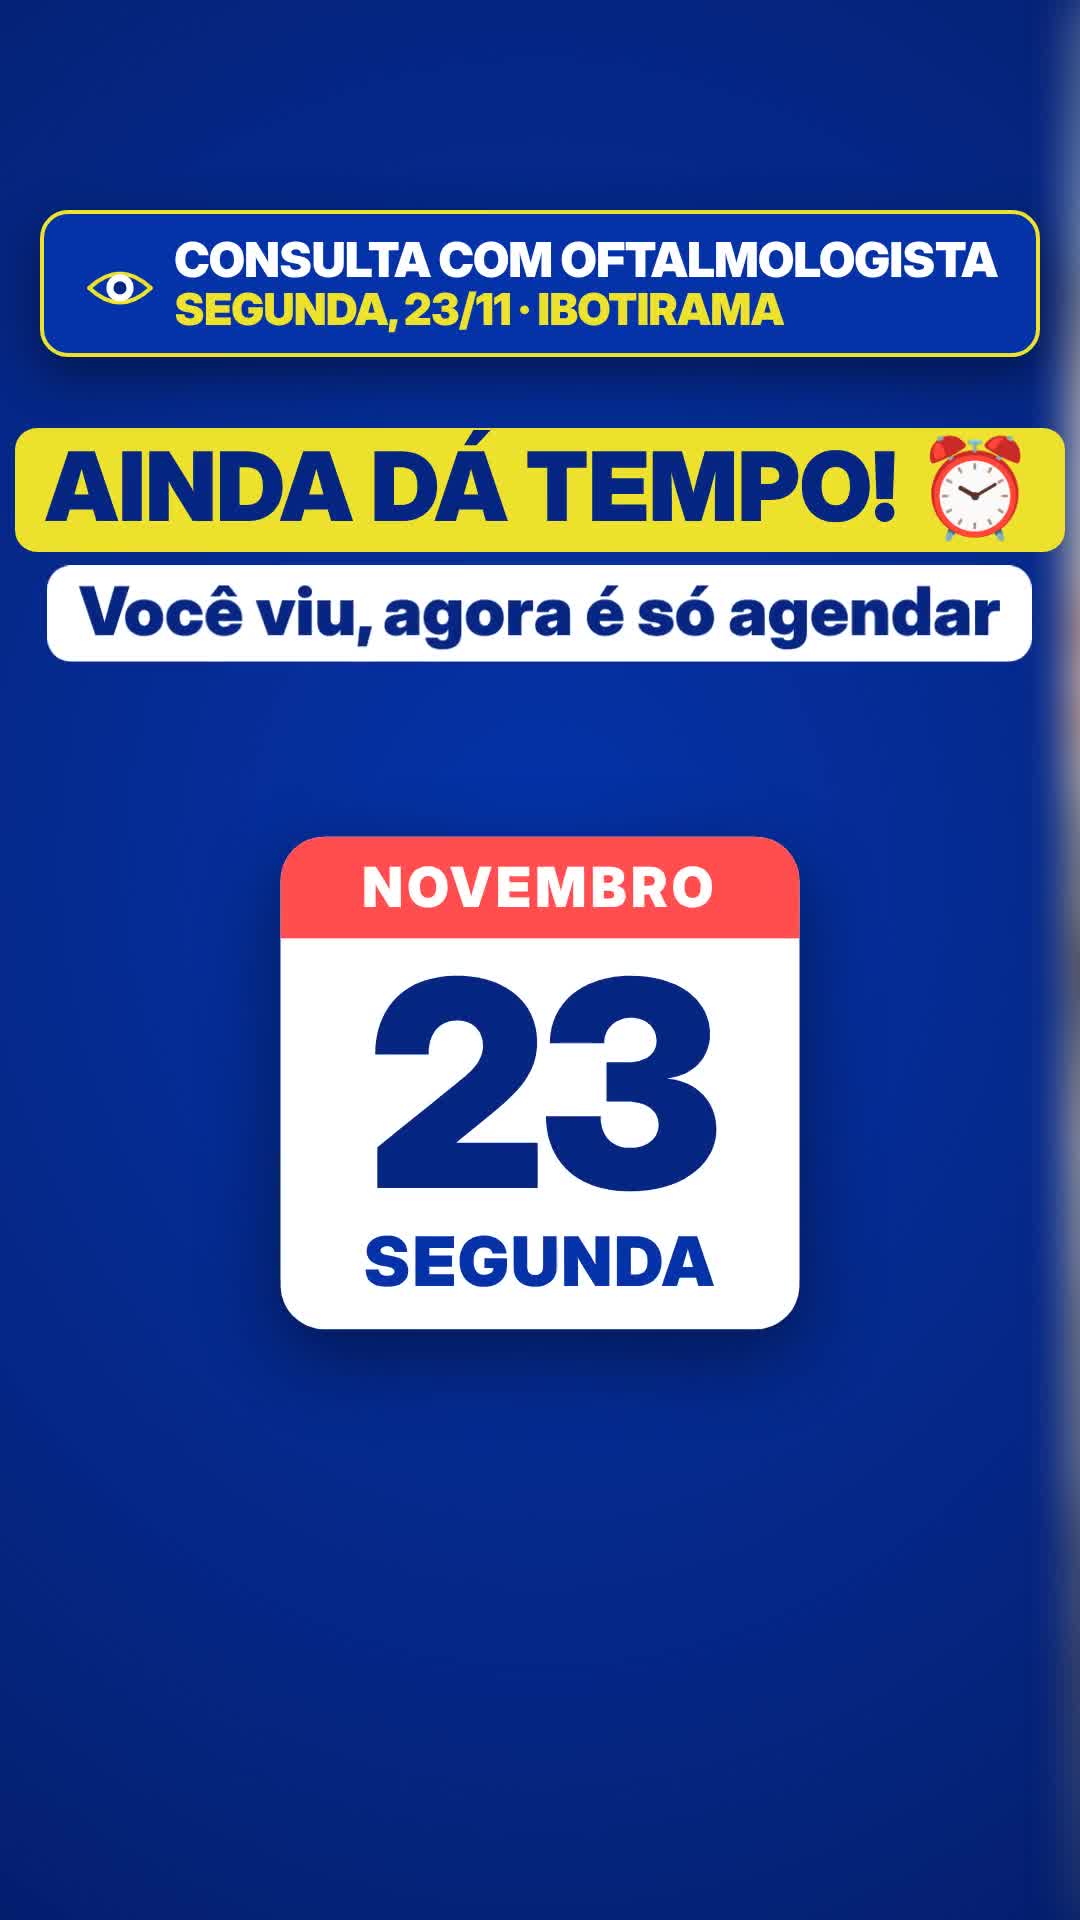 CONSULTA COM OFTALMOLOGISTA
SEGUNDA, 23/11 · IBOTIRAMA
AINDA DÁ TEMPO! ⏰
Você viu, agora é só agendar
NOVEMBRO
23
SEGUNDA